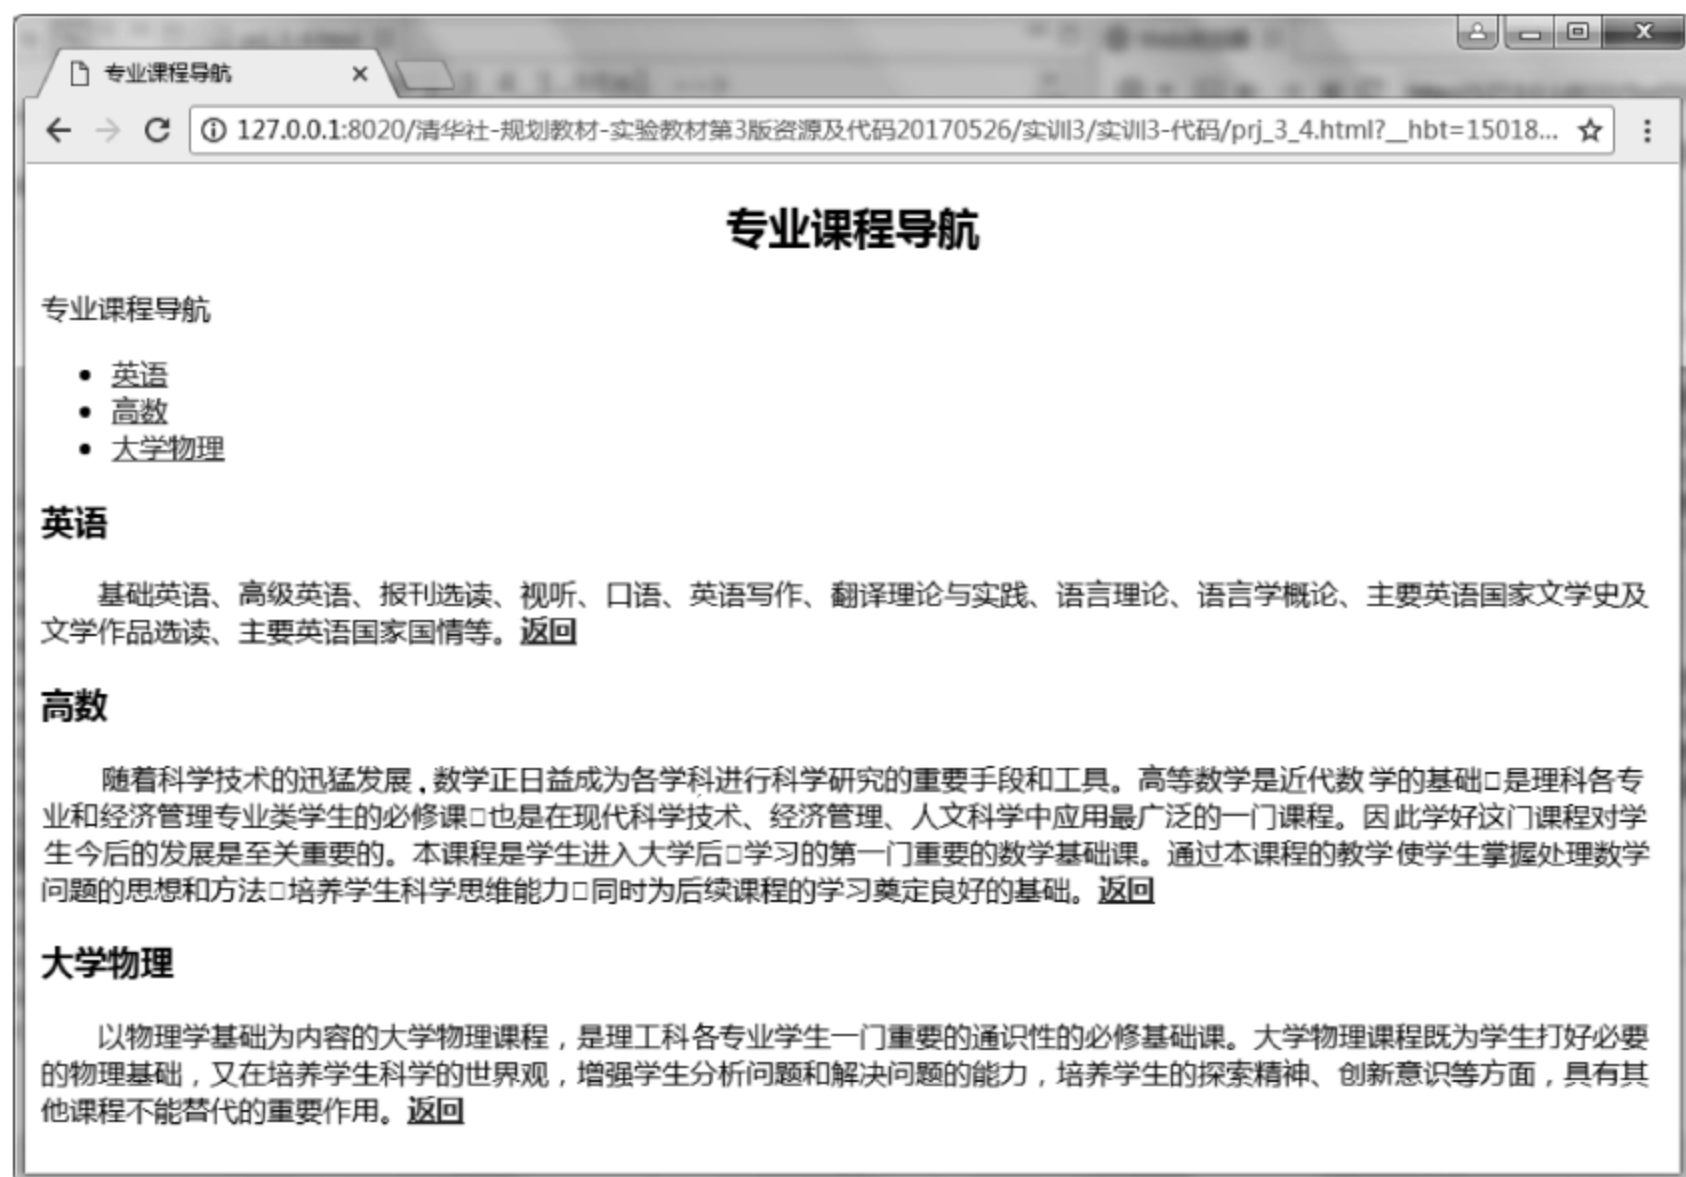 专业课程导航
127.0.0.1:8020/清华社-规划教材-实验教材第3版资源及代码20170526/实训3/实训3-代码/prj_3_4.html?__hbt=15018...
专业课程导航
专业课程导航
• 英语
• 高数
• 大学物理
英语
基础英语、高级英语、报刊选读、视听、口语、英语写作、翻译理论与实践、语言理论、语言学概论、主要英语国家文学史及
文学作品选读、主要英语国家国情等。返回
高数
随着科学技术的迅猛发展,数学正日益成为各学科进行科学研究的重要手段和工具。高等数学是近代数学的基础□是理科各专
业和经济管理专业类学生的必修课□也是在现代科学技术、经济管理、人文科学中应用最广泛的一门课程。因此学好这门课程对学
生今后的发展是至关重要的。本课程是学生进入大学后□学习的第一门重要的数学基础课。通过本课程的教学使学生掌握处理数学
问题的思想和方法□培养学生科学思维能力□同时为后续课程的学习奠定良好的基础。返回
大学物理
以物理学基础为内容的大学物理课程，是理工科各专业学生一门重要的通识性的必修基础课。大学物理课程既为学生打好必要
的物理基础，又在培养学生科学的世界观，增强学生分析问题和解决问题的能力，培养学生的探索精神、创新意识等方面，具有其
他课程不能替代的重要作用。返回